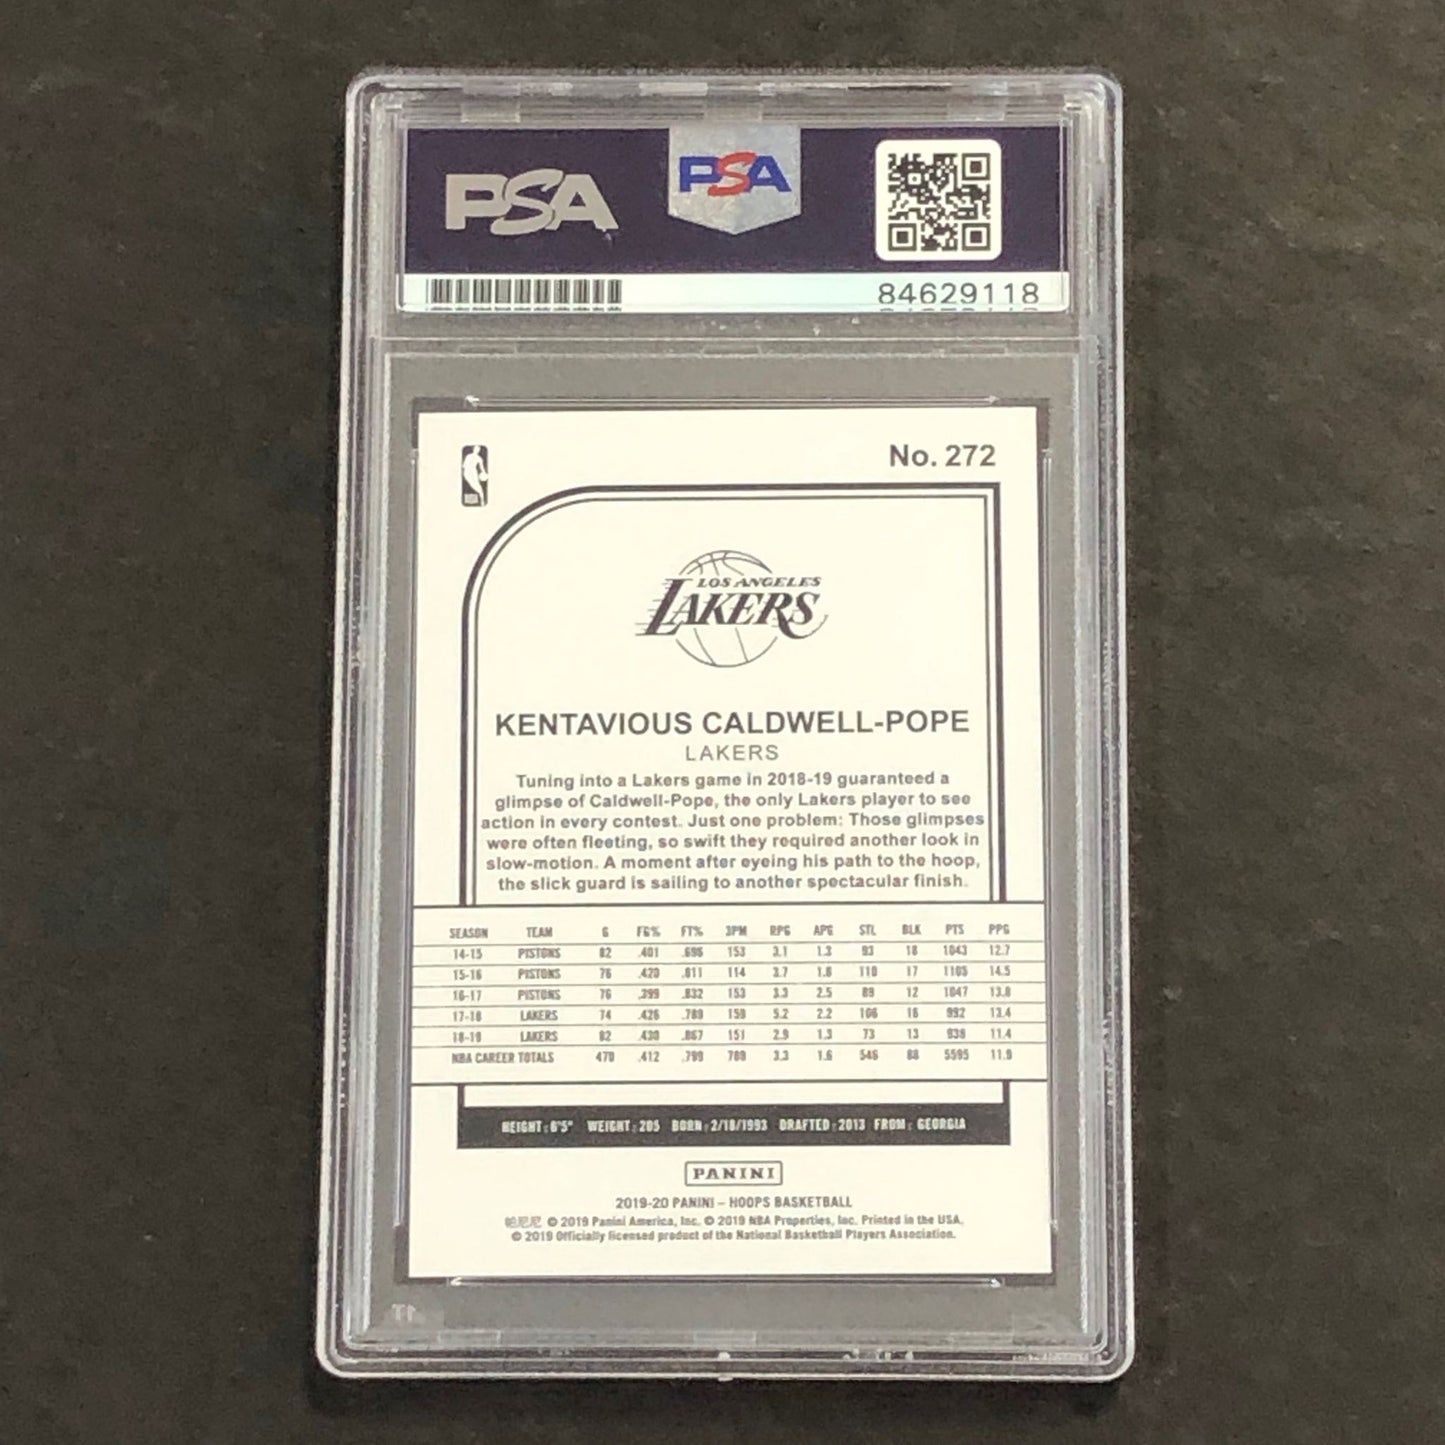 PSA PSA
84629118
No. 272
NBA
LOS ANGELES
LAKERS
KENTAVIOUS CALDWELL-POPE
LAKERS
Tuning into a Lakers game in 2018-19 guaranteed a
glimpse of Caldwell-Pope, the only Lakers player to see
action in every contest. Just one problem: Those glimpses
were often fleeting, so swift they required another look in
slow-motion. A moment after eyeing his path to the hoop,
the slick guard is sailing to another spectacular finish.
SEASON TEAM G FG% FT% 3PM RPG APG STL BLK PTS PPG
14-15 PISTONS 82 .401 .696 153 3.1 1.3 93 18 1043 12.7
15-16 PISTONS 76 .420 .811 114 3.7 1.8 110 17 1105 14.5
16-17 PISTONS 76 .399 .832 153 3.3 2.5 89 12 1047 13.8
17-18 LAKERS 74 .426 .789 159 5.2 2.2 106 16 992 13.4
18-19 LAKERS 82 .430 .867 151 2.9 1.3 73 13 938 11.4
NBA CAREER TOTALS 470 .412 .799 789 3.3 1.6 546 88 5595 11.9
HEIGHT: 6'5" WEIGHT: 205 BORN: 2/18/1993 DRAFTED: 2013 FROM: GEORGIA
PANINI
2019-20 PANINI – HOOPS BASKETBALL
帕尼尼 © 2019 Panini America, Inc. © 2019 NBA Properties, Inc. Printed in the USA.
© 2019 Officially licensed product of the National Basketball Players Association.